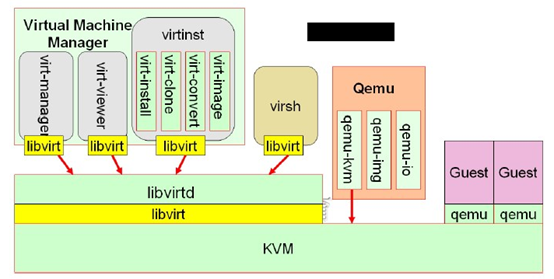 Virtual Machine
Manager
virtinst
virt-manager
virt-viewer
virt-install
virt-clone
virt-convert
virt-image
virsh
Qemu
qemu-kvm
qemu-img
qemu-io
libvirt
libvirt
libvirt
libvirt
Guest
Guest
libvirtd
libvirt
qemu
qemu
KVM